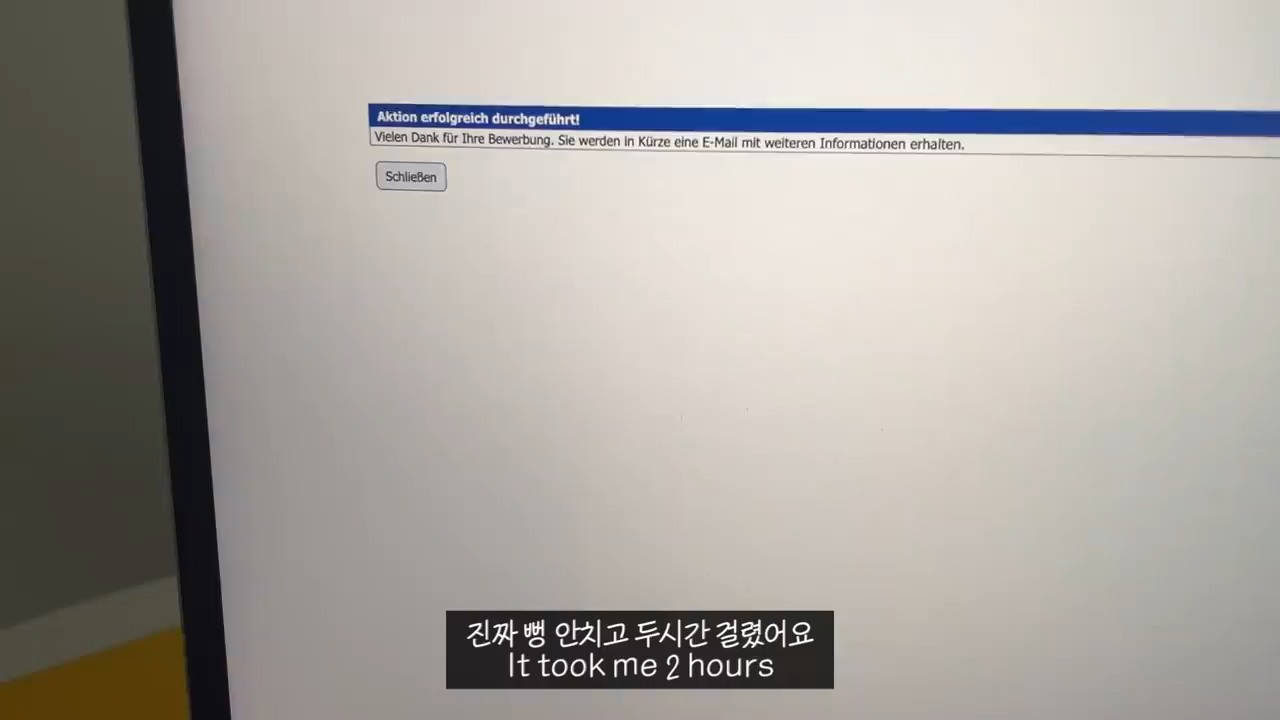 Aktion erfolgreich durchgeführt!
Vielen Dank für Ihre Bewerbung. Sie werden in Kürze eine E-Mail mit weiteren Informationen erhalten.
Schließen
진짜 뻥 안치고 두시간 걸렸어요
It took me 2 hours